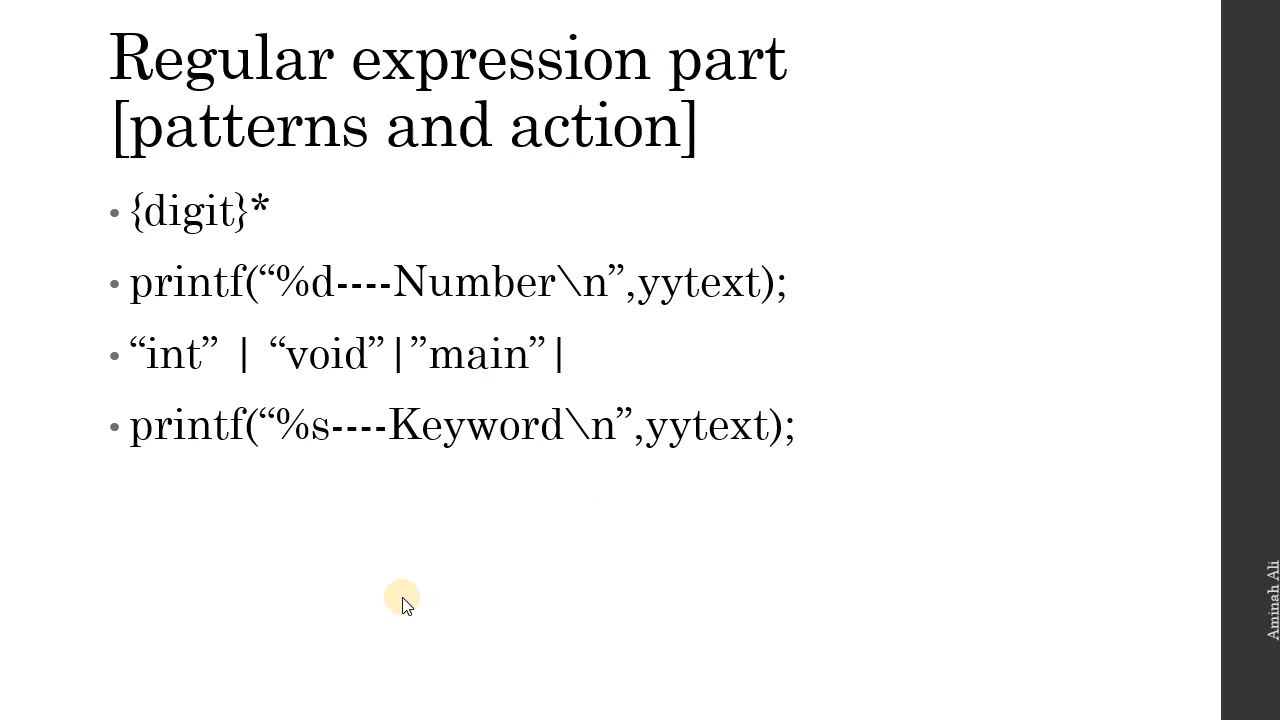 Regular expression part
[patterns and action]
• {digit}*
• printf(“%d----Number\n”,yytext);
• “int” | “void”|”main”|
• printf(“%s----Keyword\n”,yytext);
Aminah Ali